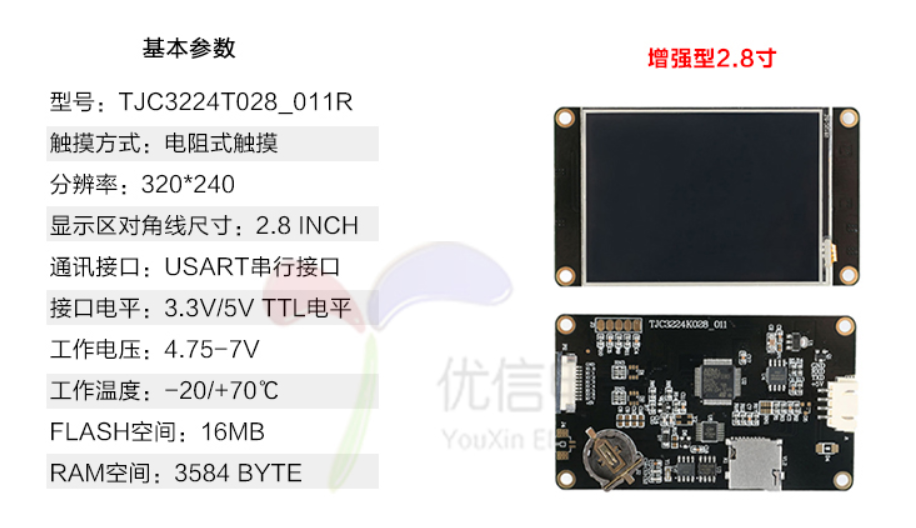 基本参数
增强型2.8寸
型号：TJC3224T028_011R
触摸方式：电阻式触摸
分辨率：320*240
显示区对角线尺寸：2.8 INCH
通讯接口：USART串行接口
接口电平：3.3V/5V TTL电平
工作电压：4.75-7V
工作温度：-20/+70℃
FLASH空间：16MB
RAM空间：3584 BYTE
TJC3224K028_011
+5V
优信
YouXin El